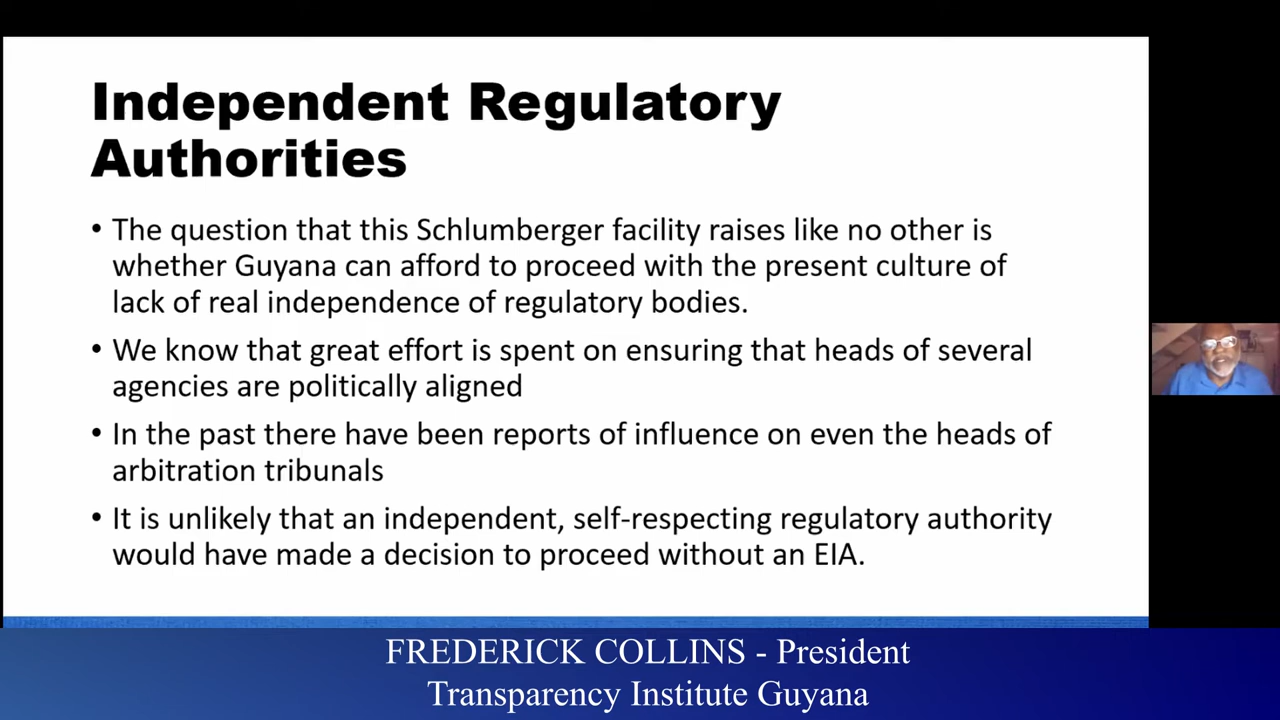 Independent Regulatory
Authorities
• The question that this Schlumberger facility raises like no other is
whether Guyana can afford to proceed with the present culture of
lack of real independence of regulatory bodies.
• We know that great effort is spent on ensuring that heads of several
agencies are politically aligned
• In the past there have been reports of influence on even the heads of
arbitration tribunals
• It is unlikely that an independent, self-respecting regulatory authority
would have made a decision to proceed without an EIA.
FREDERICK COLLINS - President
Transparency Institute Guyana